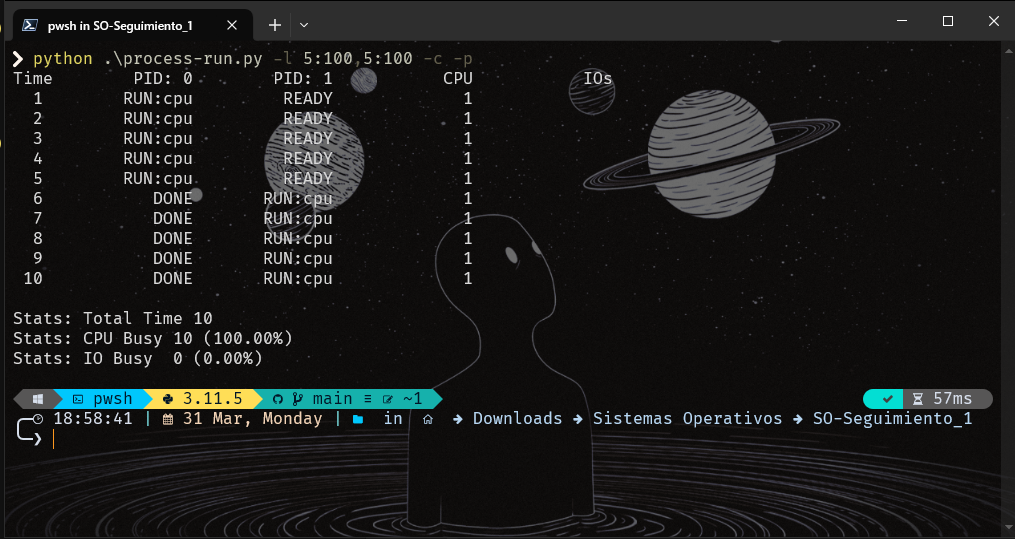 pwsh in SO-Seguimiento_1
python .\process-run.py -l 5:100,5:100 -c -p
Time PID: 0 PID: 1 CPU IOs
1 RUN:cpu READY 1
2 RUN:cpu READY 1
3 RUN:cpu READY 1
4 RUN:cpu READY 1
5 RUN:cpu READY 1
6 DONE RUN:cpu 1
7 DONE RUN:cpu 1
8 DONE RUN:cpu 1
9 DONE RUN:cpu 1
10 DONE RUN:cpu 1
Stats: Total Time 10
Stats: CPU Busy 10 (100.00%)
Stats: IO Busy 0 (0.00%)
pwsh 3.11.5 main ≡ ~1 57ms
18:58:41 | 31 Mar, Monday | in → Downloads → Sistemas Operativos → SO-Seguimiento_1